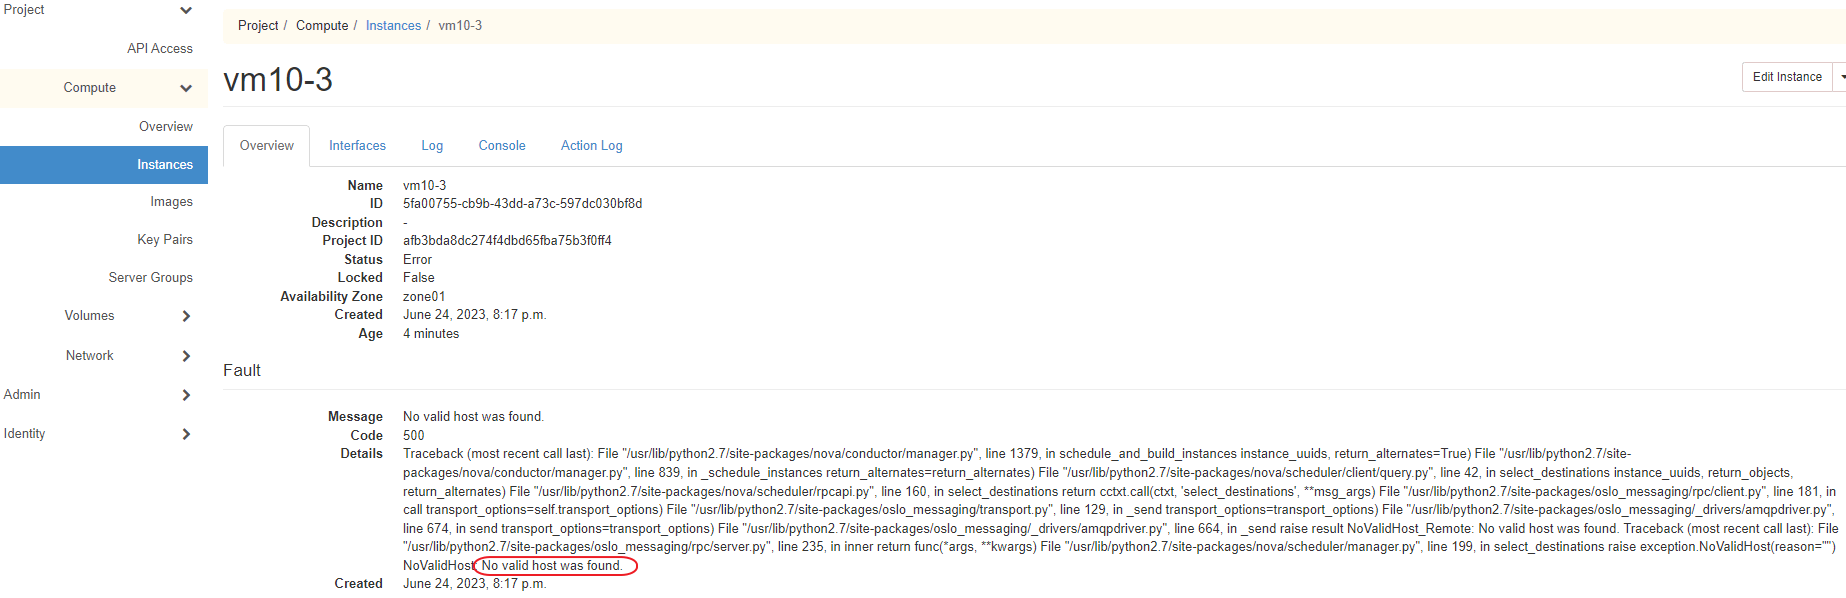 Project
API Access
Compute
Overview
Instances
Images
Key Pairs
Server Groups
Volumes
Network
Admin
Identity
Project / Compute / Instances / vm10-3
vm10-3
Edit Instance
Overview Interfaces Log Console Action Log
Name vm10-3
ID 5fa00755-cb9b-43dd-a73c-597dc030bf8d
Description -
Project ID afb3bda8dc274f4dbd65fba75b3f0ff4
Status Error
Locked False
Availability Zone zone01
Created June 24, 2023, 8:17 p.m.
Age 4 minutes
Fault
Message No valid host was found.
Code 500
Details Traceback (most recent call last): File "/usr/lib/python2.7/site-packages/nova/conductor/manager.py", line 1379, in schedule_and_build_instances instance_uuids, return_alternates=True) File "/usr/lib/python2.7/site-
packages/nova/conductor/manager.py", line 839, in _schedule_instances return_alternates=return_alternates) File "/usr/lib/python2.7/site-packages/nova/scheduler/client/query.py", line 42, in select_destinations instance_uuids, return_objects,
return_alternates) File "/usr/lib/python2.7/site-packages/nova/scheduler/rpcapi.py", line 160, in select_destinations return cctxt.call(ctxt, 'select_destinations', **msg_args) File "/usr/lib/python2.7/site-packages/oslo_messaging/rpc/client.py", line 181, in
call transport_options=self.transport_options) File "/usr/lib/python2.7/site-packages/oslo_messaging/transport.py", line 129, in _send transport_options=transport_options) File "/usr/lib/python2.7/site-packages/oslo_messaging/_drivers/amqpdriver.py",
line 674, in send transport_options=transport_options) File "/usr/lib/python2.7/site-packages/oslo_messaging/_drivers/amqpdriver.py", line 664, in _send raise result NoValidHost_Remote: No valid host was found. Traceback (most recent call last): File
"/usr/lib/python2.7/site-packages/oslo_messaging/rpc/server.py", line 235, in inner return func(*args, **kwargs) File "/usr/lib/python2.7/site-packages/nova/scheduler/manager.py", line 199, in select_destinations raise exception.NoValidHost(reason="")
NoValidHost: No valid host was found.
Created June 24, 2023, 8:17 p.m.